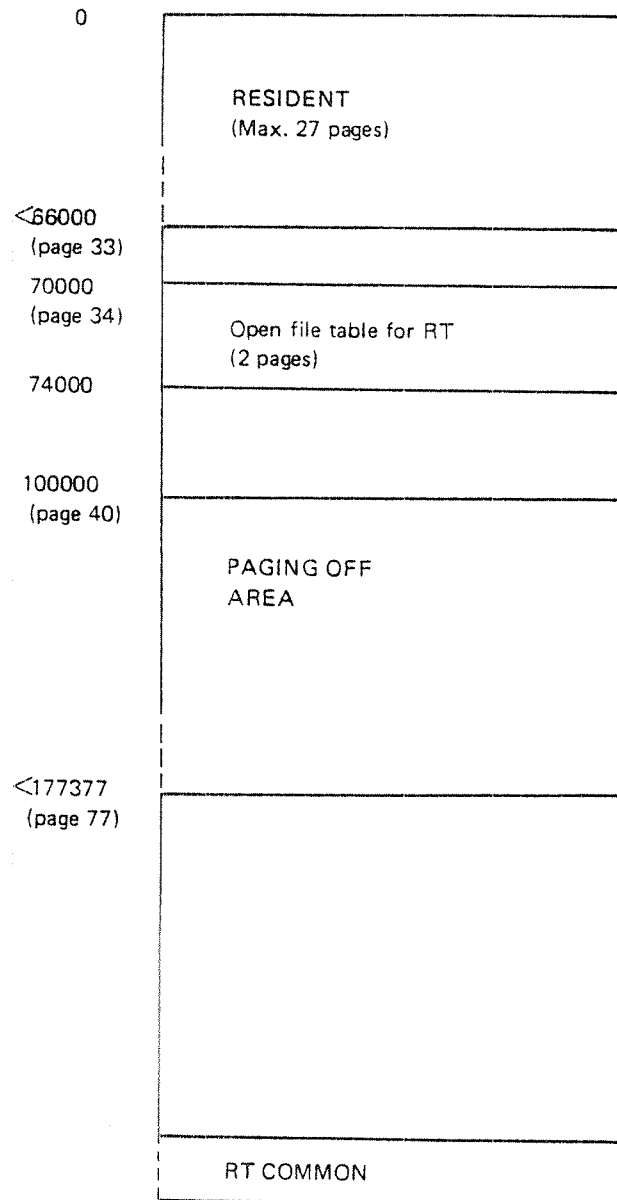 0
RESIDENT
(Max. 27 pages)
<66000
(page 33)
70000
(page 34)
Open file table for RT
(2 pages)
74000
100000
(page 40)
PAGING OFF
AREA
<177377
(page 77)
RT COMMON